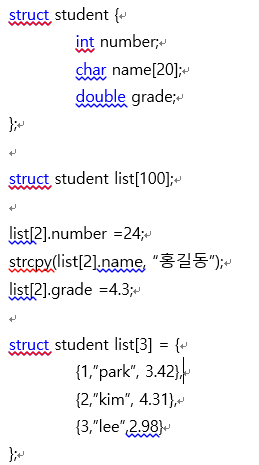 struct student {
int number;
char name[20];
double grade;
};
struct student list[100];
list[2].number =24;
strcpy(list[2].name, “홍길동”);
list[2].grade =4.3;
struct student list[3] = {
{1,”park”, 3.42},
{2,”kim”, 4.31},
{3,”lee”,2.98}
};